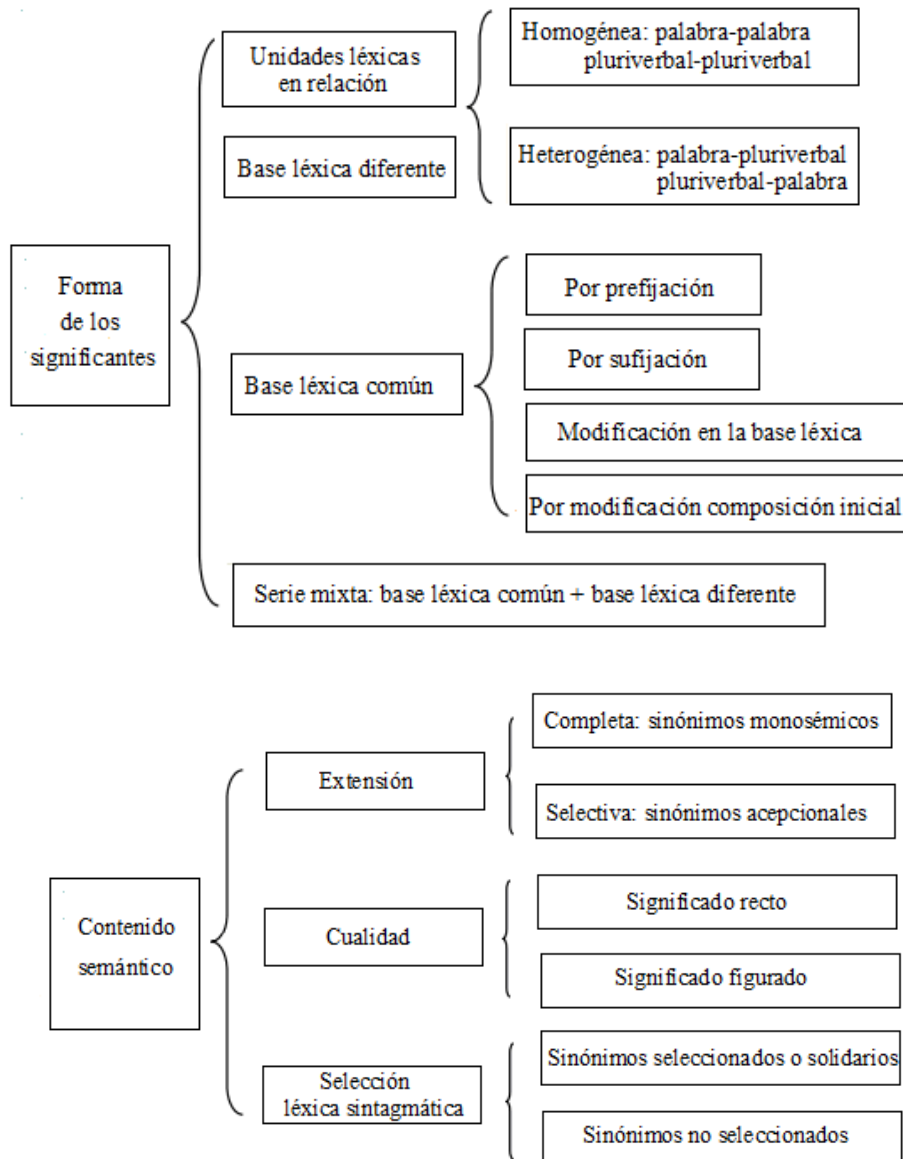 Forma
de los
significantes
Unidades léxicas
en relación
Homogénea: palabra-palabra
pluriverbal-pluriverbal
Base léxica diferente
Heterogénea: palabra-pluriverbal
pluriverbal-palabra
Base léxica común
Por prefijación
Por sufijación
Modificación en la base léxica
Por modificación composición inicial
Serie mixta: base léxica común + base léxica diferente
Contenido
semántico
Extensión
Completa: sinónimos monosémicos
Selectiva: sinónimos acepcionales
Cualidad
Significado recto
Significado figurado
Selección
léxica sintagmática
Sinónimos seleccionados o solidarios
Sinónimos no seleccionados